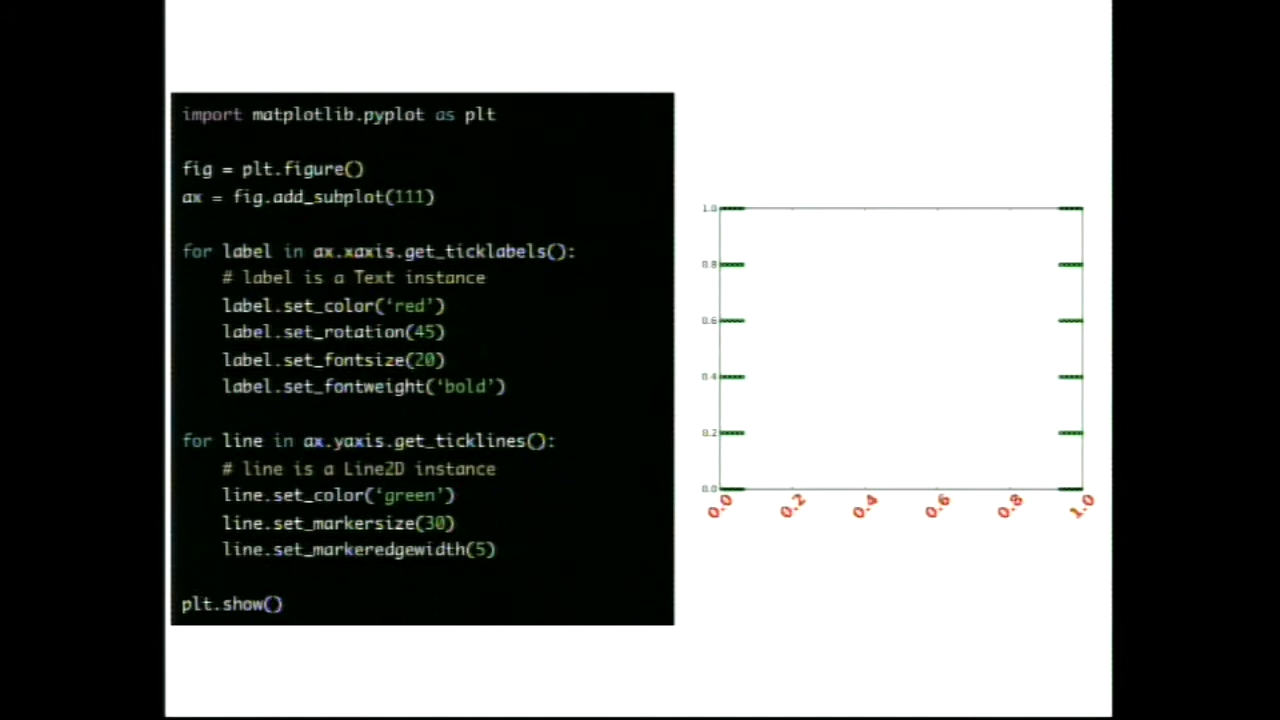 import matplotlib.pyplot as plt
fig = plt.figure()
ax = fig.add_subplot(111)
for label in ax.xaxis.get_ticklabels():
# label is a Text instance
label.set_color(‘red’)
label.set_rotation(45)
label.set_fontsize(20)
label.set_fontweight(‘bold’)
for line in ax.yaxis.get_ticklines():
# line is a Line2D instance
line.set_color(‘green’)
line.set_markersize(30)
line.set_markeredgewidth(5)
plt.show()
1.0
0.8
0.6
0.4
0.2
0.0
0.0 0.2 0.4 0.6 0.8 1.0